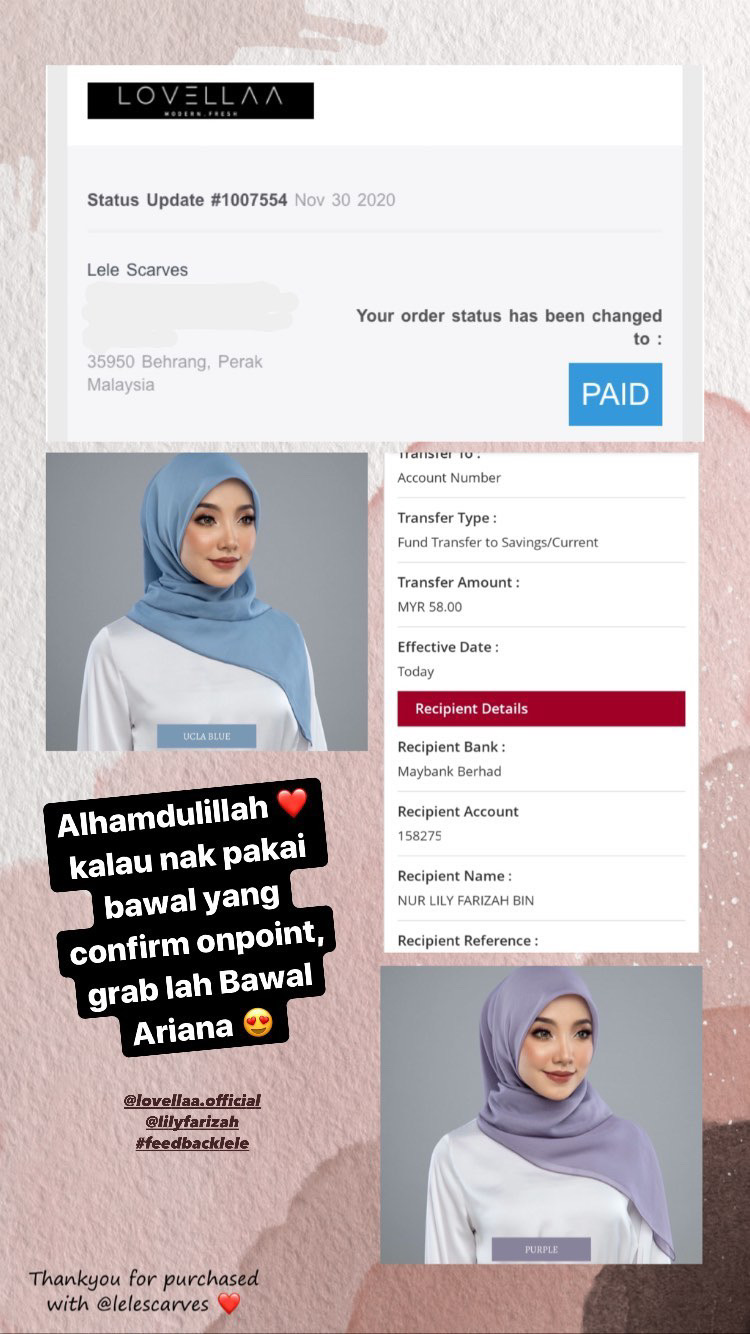 LOVELLAA
MODERN.FRESH
Status Update #1007554 Nov 30 2020
Lele Scarves
35950 Behrang, Perak
Malaysia
Your order status has been changed
to :
PAID
UCLA BLUE
Transfer To :
Account Number
Transfer Type :
Fund Transfer to Savings/Current
Transfer Amount :
MYR 58.00
Effective Date :
Today
Recipient Details
Recipient Bank :
Maybank Berhad
Recipient Account
158275
Recipient Name :
NUR LILY FARIZAH BIN
Recipient Reference :
Alhamdulillah ❤️
kalau nak pakai
bawal yang
confirm onpoint,
grab lah Bawal
Ariana 😍
@lovellaa.official
@lilyfarizah
#feedbacklele
PURPLE
Thankyou for purchased
with @lelescarves ❤️